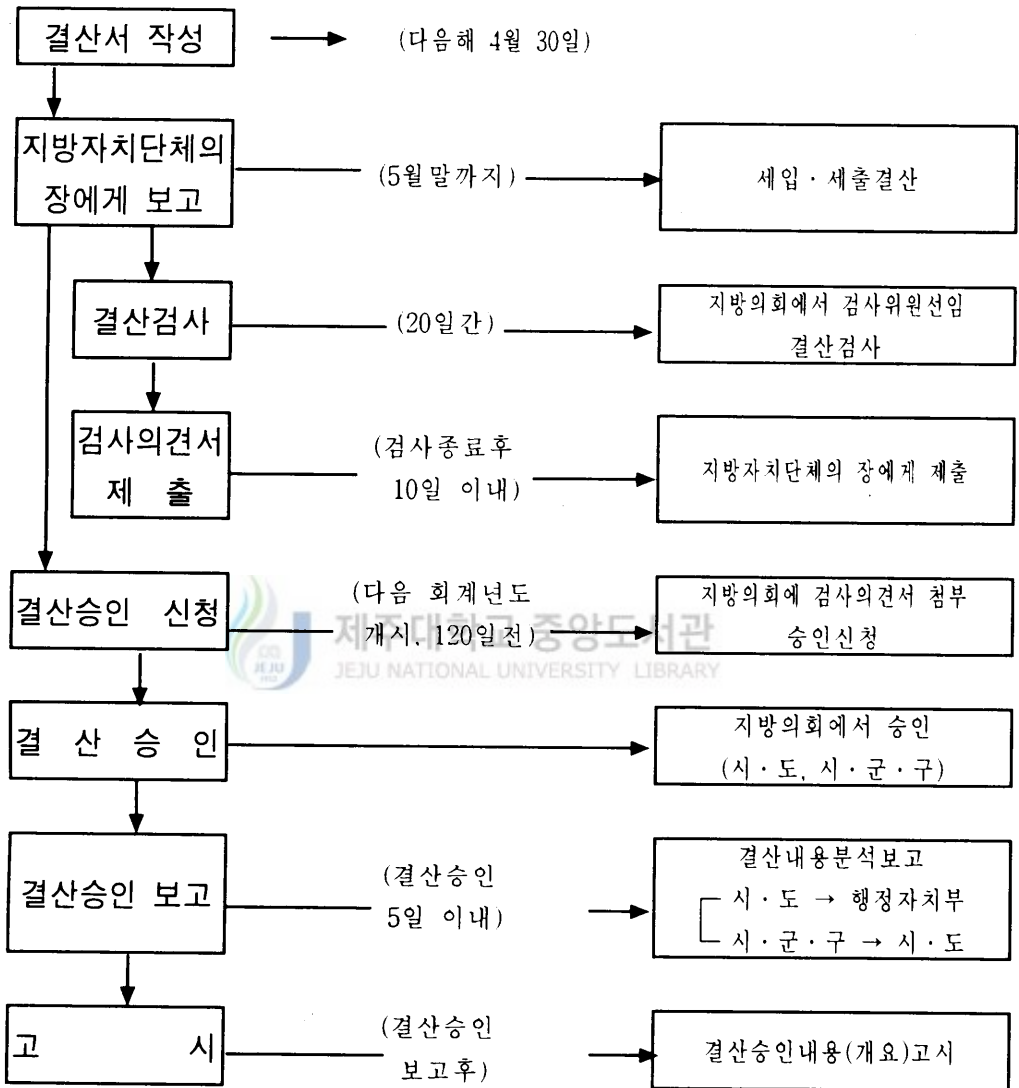 결산서 작성
(다음해 4월 30일)
지방자치단체의
장에게 보고
(5월말까지)
세입·세출결산
결산검사
(20일간)
지방의회에서 검사위원선임
결산검사
검사의견서
제 출
(검사종료후
10일 이내)
지방자치단체의 장에게 제출
결산승인 신청
(다음 회계년도
개시, 120일전)
지방의회에 검사의견서 첨부
승인신청
제주대학교 중앙도서관
JEJU NATIONAL UNIVERSITY LIBRARY
JEJU
1952
결 산 승 인
지방의회에서 승인
(시·도, 시·군·구)
결산승인 보고
(결산승인
5일 이내)
결산내용분석보고
시·도 → 행정자치부
시·군·구 → 시·도
고 시
(결산승인
보고후)
결산승인내용(개요)고시